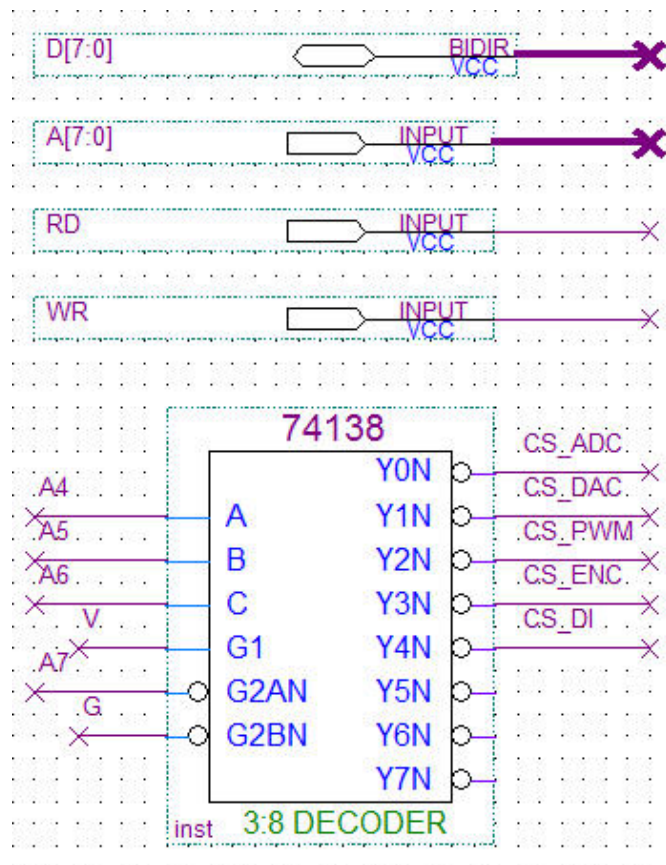 D[7:0] BIDIR
VCC
A[7:0] INPUT
VCC
RD INPUT
VCC
WR INPUT
VCC
74138
CS_ADC
Y0N
A4 CS_DAC
A Y1N
A5 CS_PWM
B Y2N
A6 CS_ENC
C Y3N
V CS_DI
G1 Y4N
A7
G2AN Y5N
G
G2BN Y6N
Y7N
inst 3:8 DECODER